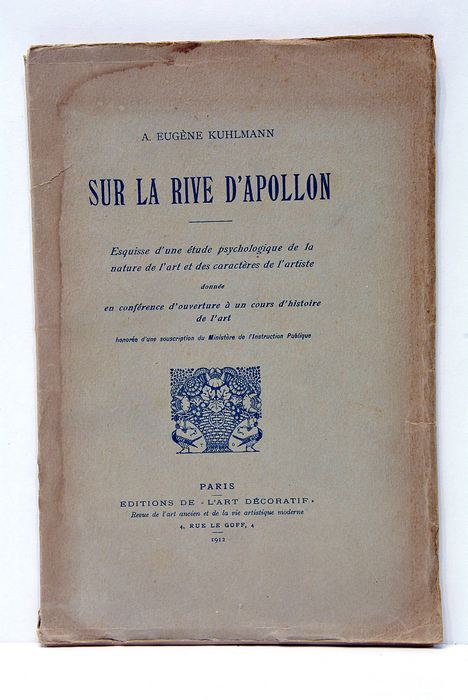 A. EUGÈNE KUHLMANN
SUR LA RIVE D'APOLLON
Esquisse d'une étude psychologique de la
nature de l'art et des caractères de l'artiste
donnée
en conférence d'ouverture à un cours d'histoire
de l'art
honorée d'une souscription du Ministère de l'Instruction Publique
PARIS
EDITIONS DE «L'ART DÉCORATIF»
Revue de l'art ancien et de la vie artistique moderne
4, RUE LE GOFF, 4
1912